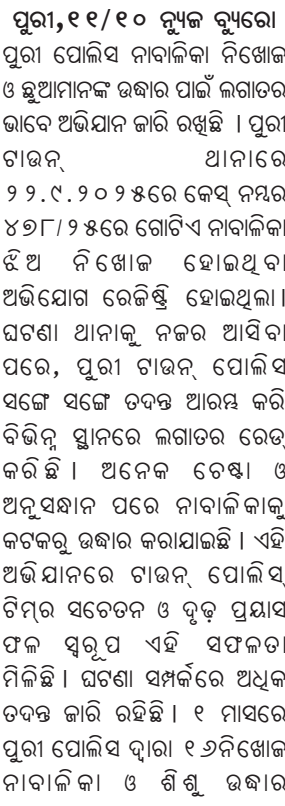 ପୁରୀ,୧୧/୧୦ ନ୍ୟୁଜ ବ୍ୟୁରୋ
ପୁରୀ ପୋଲିସ ନାବାଳିକା ନିଖୋଜ
ଓ ଛୁଆମାନଙ୍କ ଉଦ୍ଧାର ପାଇଁ ଲଗାତର
ଭାବେ ଅଭିଯାନ ଜାରି ରଖିଛି । ପୁରୀ
ଟାଉନ୍ ଥାନାରେ
୨୨.୯.୨୦୨୫ରେ କେସ୍ ନମ୍ବର
୪୭୮/୨୫ରେ ଗୋଟିଏ ନାବାଳିକା
ଝିଅ ନିଖୋଜ ହୋଇଥିବା
ଅଭିଯୋଗ ରେଜିଷ୍ଟ୍ରି ହୋଇଥିଲା।
ଘଟଣା ଥାନାକୁ ନଜର ଆସିବା
ପରେ, ପୁରୀ ଟାଉନ୍ ପୋଲିସ
ସଙ୍ଗେ ସଙ୍ଗେ ତଦନ୍ତ ଆରମ୍ଭ କରି
ବିଭିନ୍ନ ସ୍ଥାନରେ ଲଗାତର ରେଡ୍
କରିଛି। ଅନେକ ଚେଷ୍ଟା ଓ
ଅନୁସନ୍ଧାନ ପରେ ନାବାଳିକାକୁ
କଟକରୁ ଉଦ୍ଧାର କରାଯାଇଛି । ଏହି
ଅଭିଯାନରେ ଟାଉନ୍ ପୋଲିସ୍
ଟିମ୍‌ର ସଚେତନ ଓ ଦୃଢ଼ ପ୍ରୟାସ
ଫଳ ସ୍ୱରୂପ ଏହି ସଫଳତା
ମିଳିଛି। ଘଟଣା ସମ୍ପର୍କରେ ଅଧିକ
ତଦନ୍ତ ଜାରି ରହିଛି। ୧ ମାସରେ
ପୁରୀ ପୋଲିସ ଦ୍ୱାରା ୧୬ନିଖୋଜ
ନାବାଳିକା ଓ ଶିଶୁ ଉଦ୍ଧାର